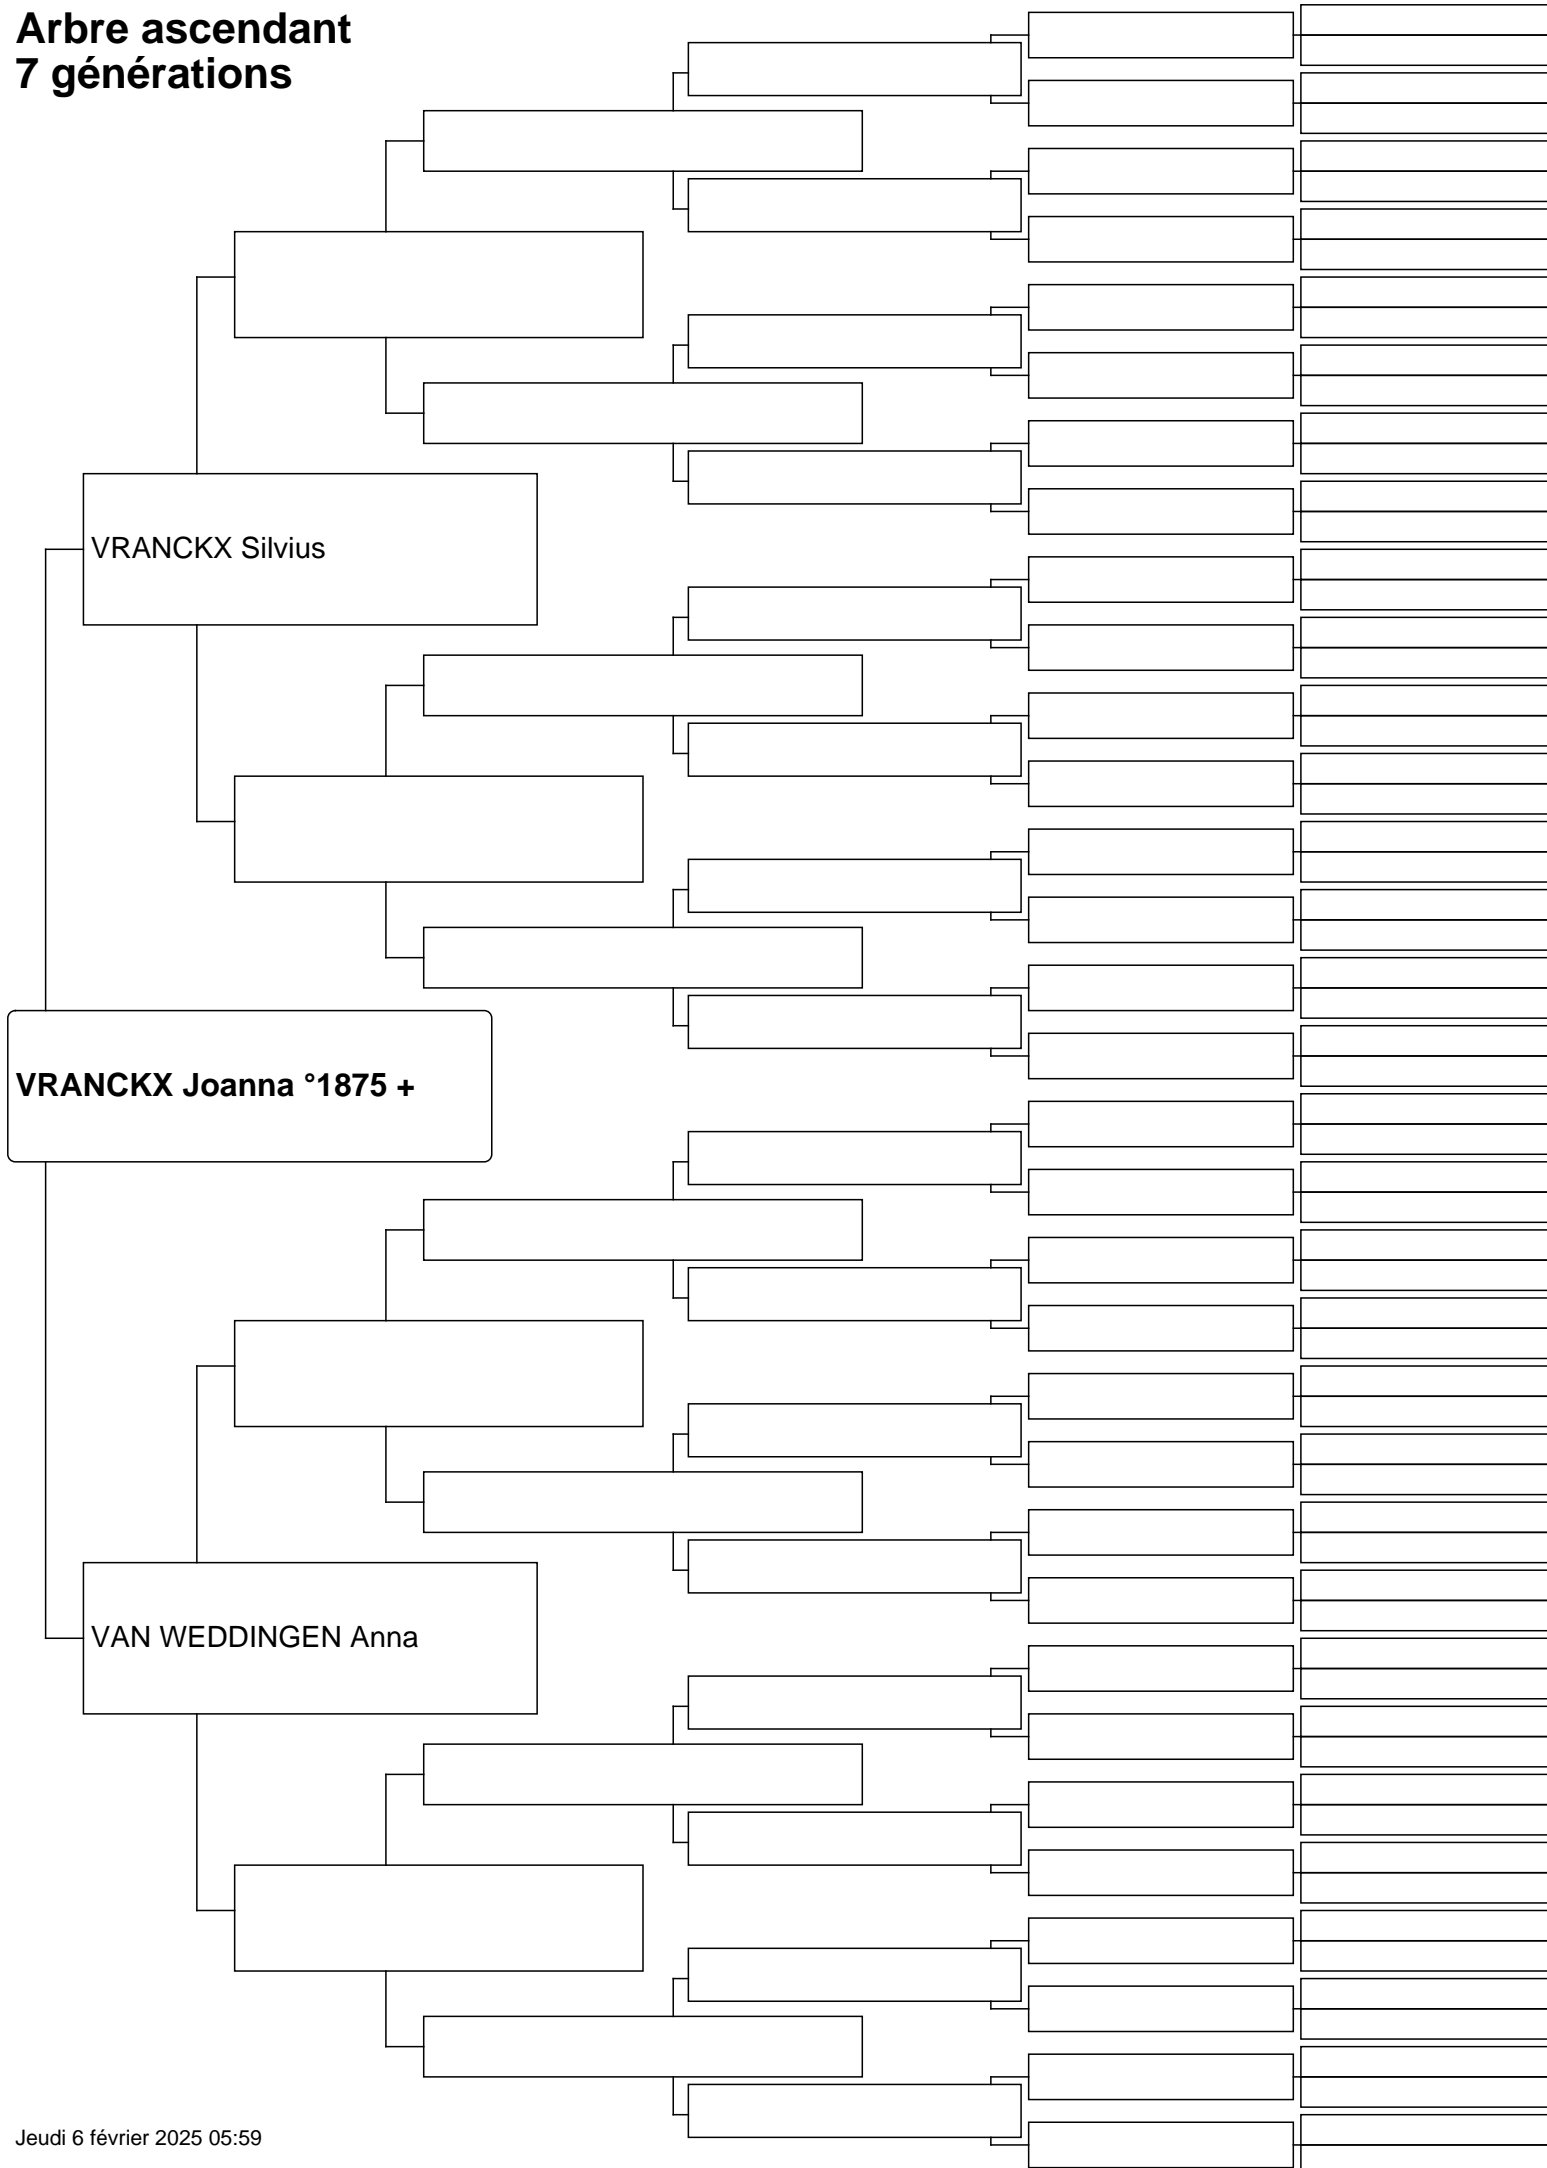 Arbre ascendant
7 générations
VRANCKX Silvius
VRANCKX Joanna °1875 +
VAN WEDDINGEN Anna
Jeudi 6 février 2025 05:59